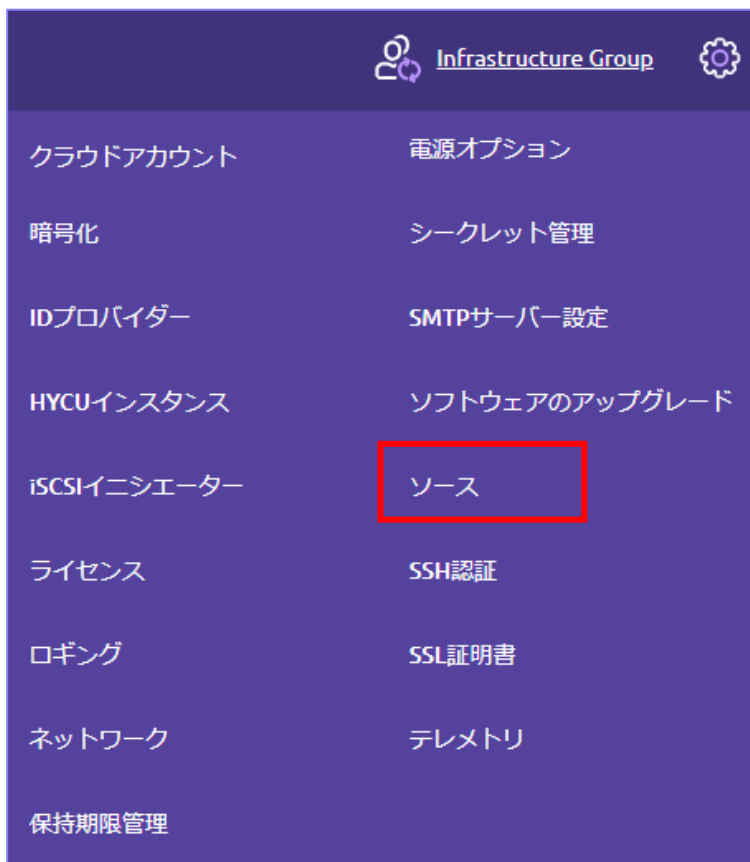 Infrastructure Group
クラウドアカウント
暗号化
IDプロバイダー
HYCUインスタンス
iSCSIイニシエーター
ライセンス
ロギング
ネットワーク
保持期限管理
電源オプション
シークレット管理
SMTPサーバー設定
ソフトウェアのアップグレード
ソース
SSH認証
SSL証明書
テレメトリ